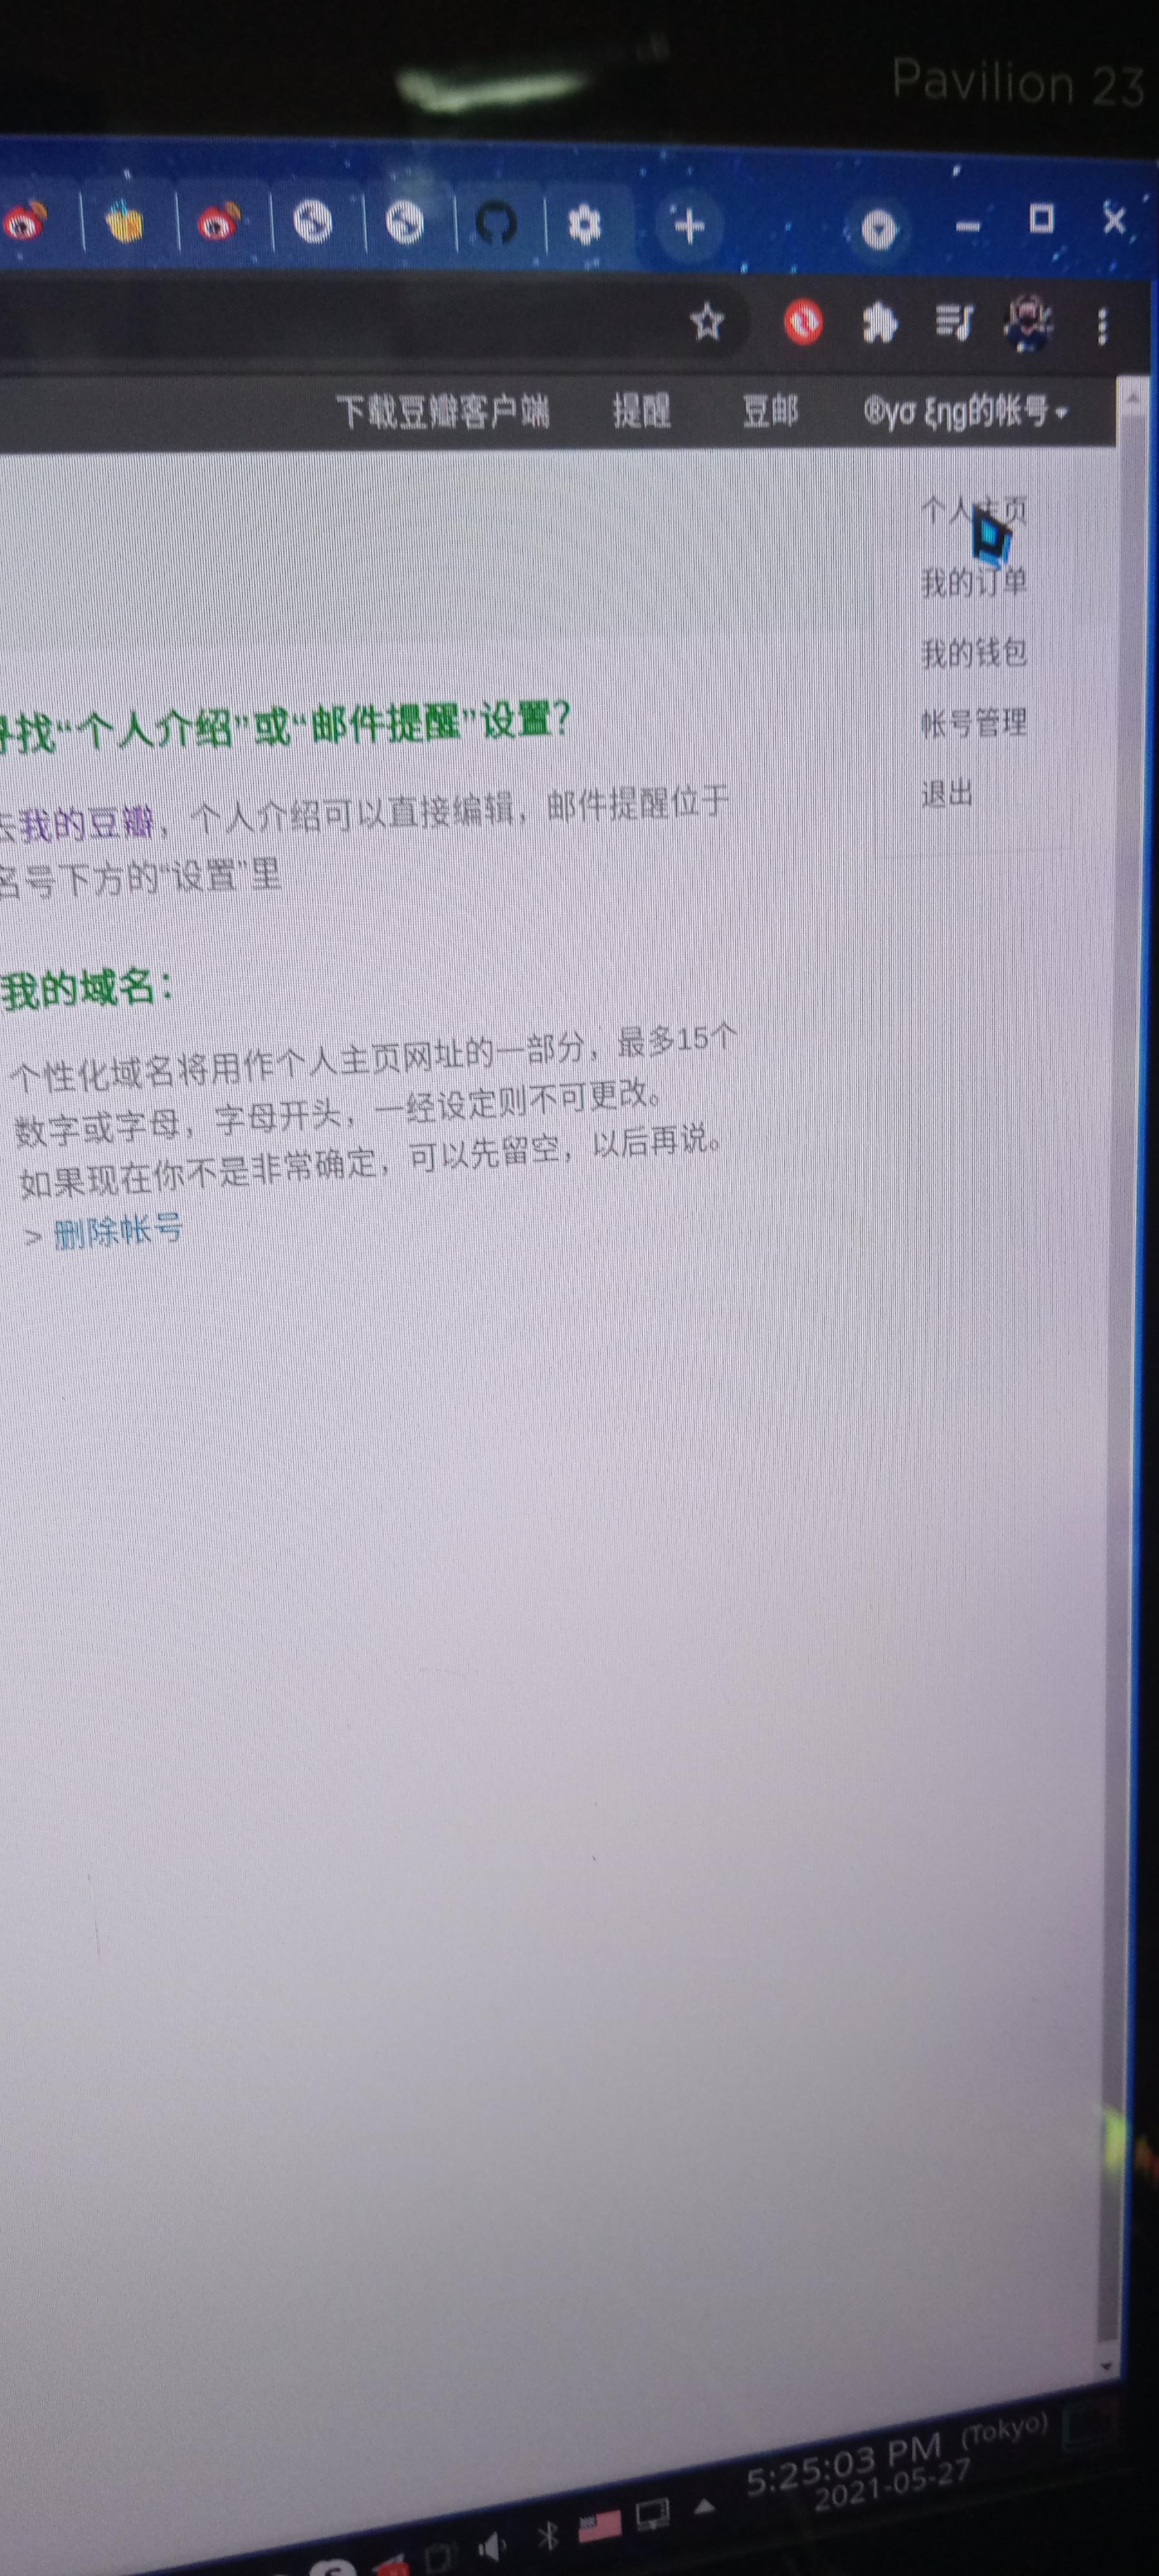 Pavilion 23
下载豆瓣客户端 提醒 豆邮 ®γσ ξηg的帐号
个人主页
我的订单
我的钱包
帐号管理
退出
寻找“个人介绍”或“邮件提醒”设置?
去我的豆瓣，个人介绍可以直接编辑，邮件提醒位于
名号下方的“设置”里
我的域名：
个性化域名将用作个人主页网址的一部分，最多15个
数字或字母，字母开头，一经设定则不可更改。
如果现在你不是非常确定，可以先留空，以后再说。
> 删除帐号
5:25:03 PM (Tokyo)
2021-05-27